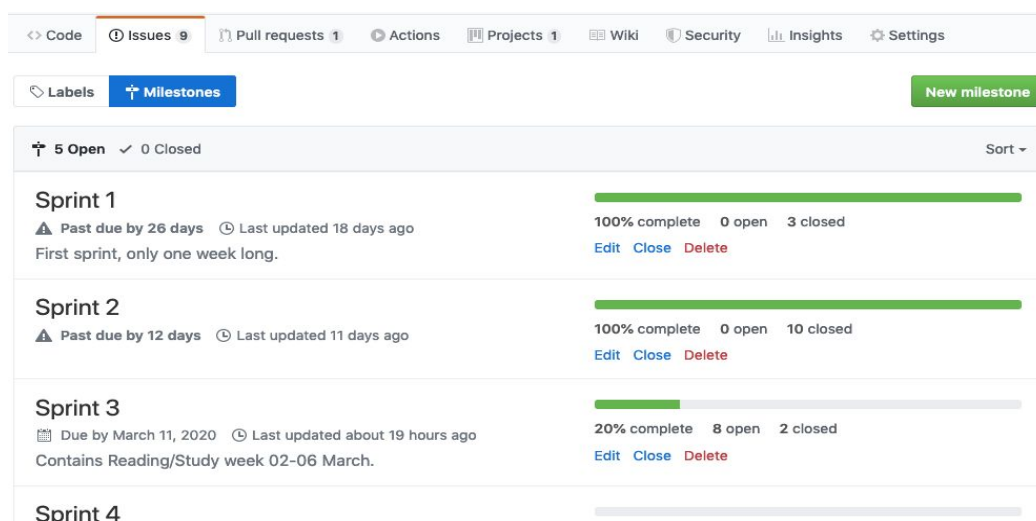 Code Issues 9 Pull requests 1 Actions Projects 1 Wiki Security Insights Settings
Labels Milestones New milestone
5 Open 0 Closed Sort
Sprint 1
Past due by 26 days Last updated 18 days ago
First sprint, only one week long.
100% complete 0 open 3 closed
Edit Close Delete
Sprint 2
Past due by 12 days Last updated 11 days ago
100% complete 0 open 10 closed
Edit Close Delete
Sprint 3
Due by March 11, 2020 Last updated about 19 hours ago
Contains Reading/Study week 02-06 March.
20% complete 8 open 2 closed
Edit Close Delete
Sprint 4